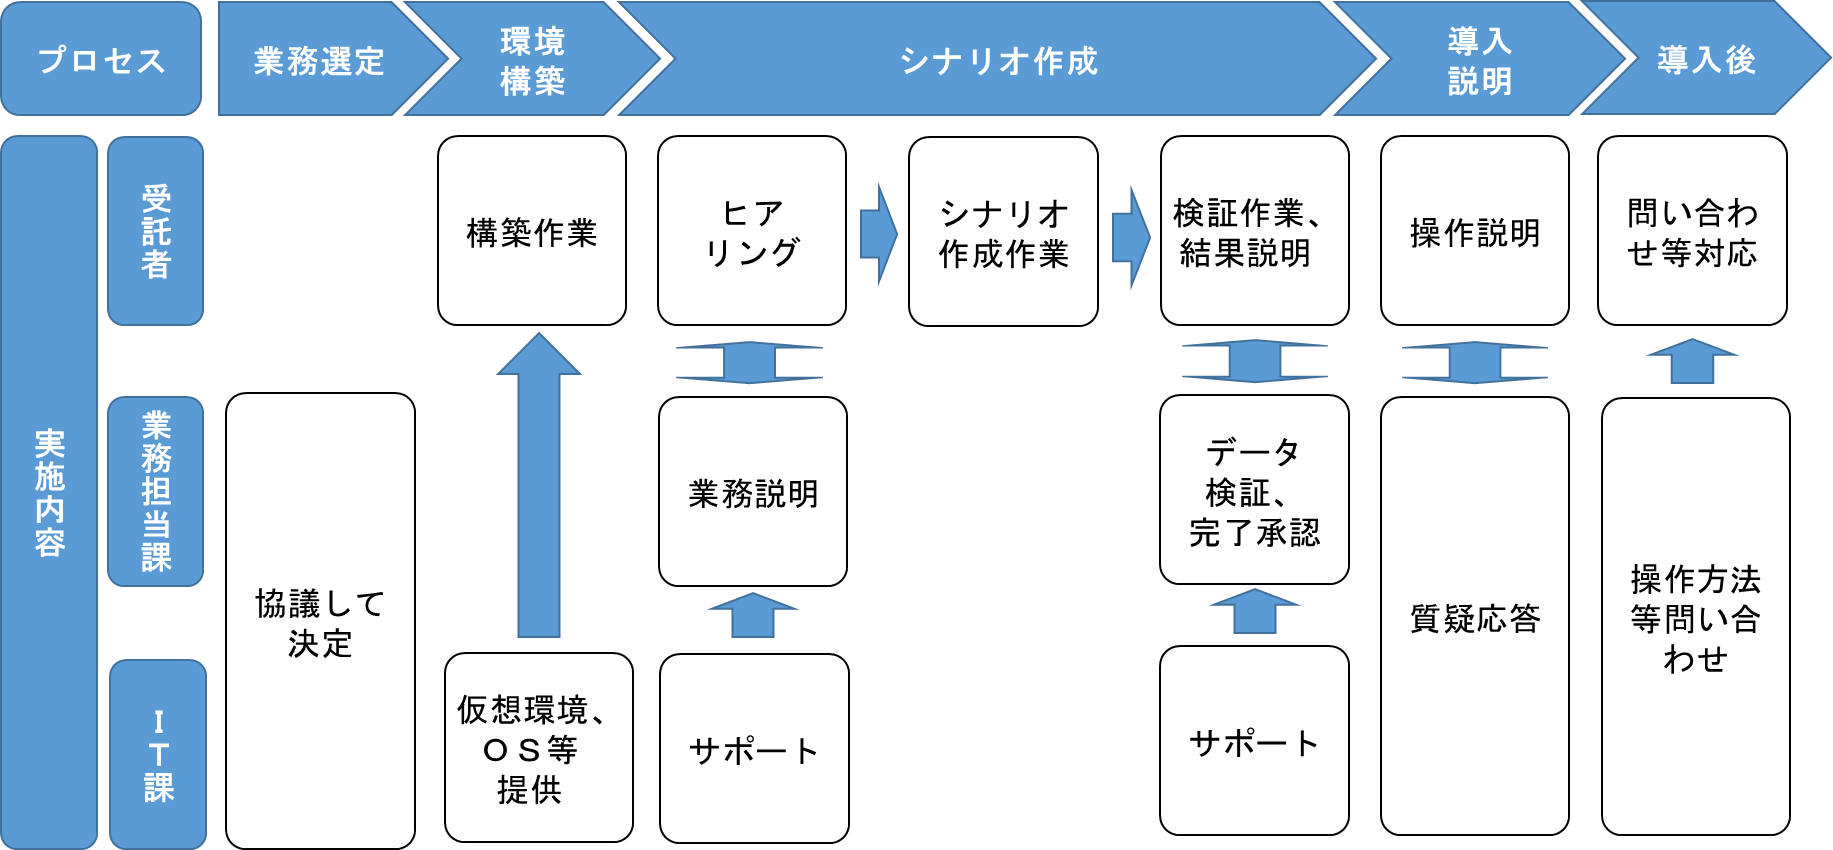 プロセス
業務選定
環境
構築
シナリオ作成
導入
説明
導入後
実施内容
受託者
構築作業
ヒア
リング
シナリオ
作成作業
検証作業、
結果説明
操作説明
問い合わ
せ等対応
業務担当課
協議して
決定
業務説明
データ
検証、
完了承認
質疑応答
操作方法
等問い合
わせ
ＩＴ課
仮想環境、
ＯＳ等
提供
サポート
サポート